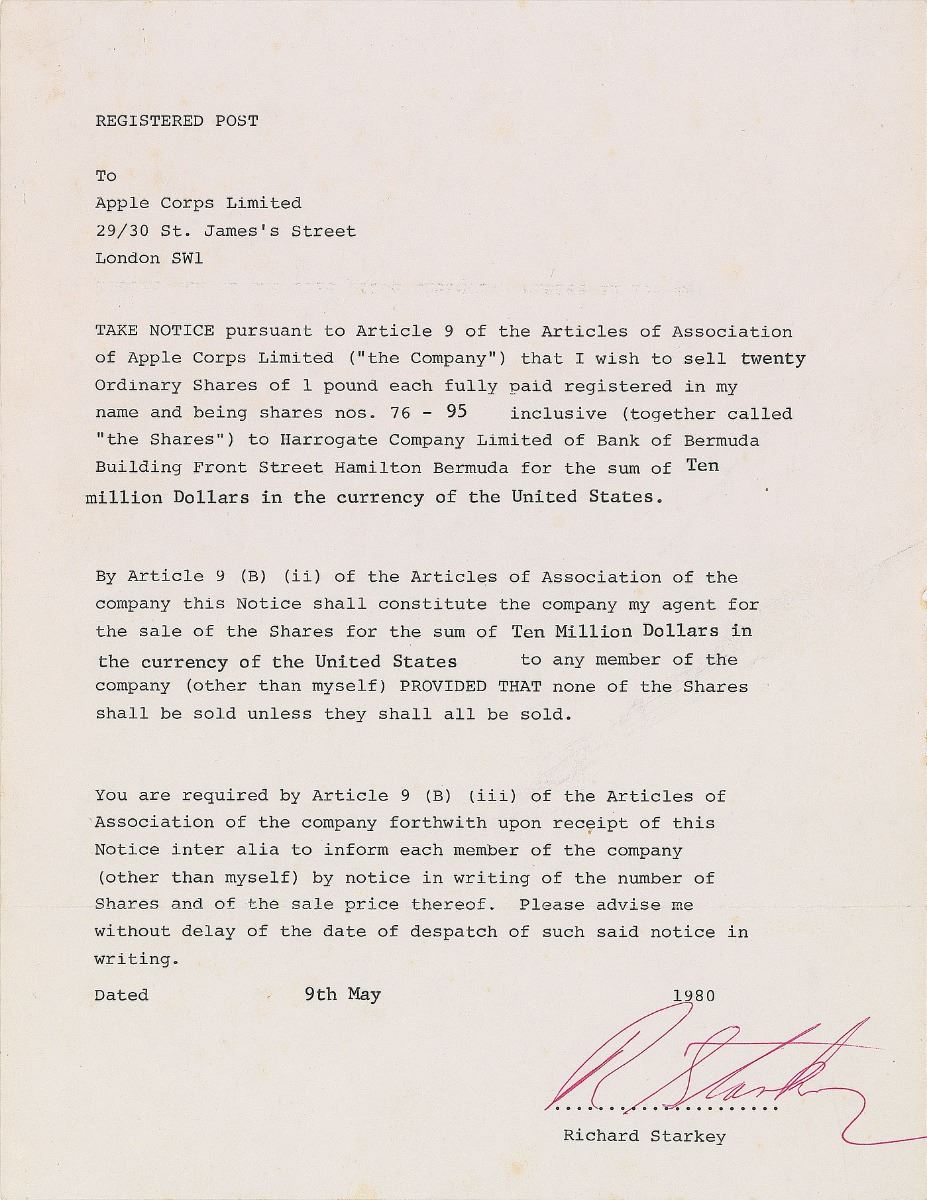 REGISTERED POST
To
Apple Corps Limited
29/30 St. James's Street
London SW1
TAKE NOTICE pursuant to Article 9 of the Articles of Association
of Apple Corps Limited ("the Company") that I wish to sell twenty
Ordinary Shares of 1 pound each fully paid registered in my
name and being shares nos. 76 - 95 inclusive (together called
"the Shares") to Harrogate Company Limited of Bank of Bermuda
Building Front Street Hamilton Bermuda for the sum of Ten
million Dollars in the currency of the United States.
By Article 9 (B) (ii) of the Articles of Association of the
company this Notice shall constitute the company my agent for
the sale of the Shares for the sum of Ten Million Dollars in
the currency of the United States to any member of the
company (other than myself) PROVIDED THAT none of the Shares
shall be sold unless they shall all be sold.
You are required by Article 9 (B) (iii) of the Articles of
Association of the company forthwith upon receipt of this
Notice inter alia to inform each member of the company
(other than myself) by notice in writing of the number of
Shares and of the sale price thereof. Please advise me
without delay of the date of despatch of such said notice in
writing.
Dated 9th May 1980
R Starkey
....................
Richard Starkey